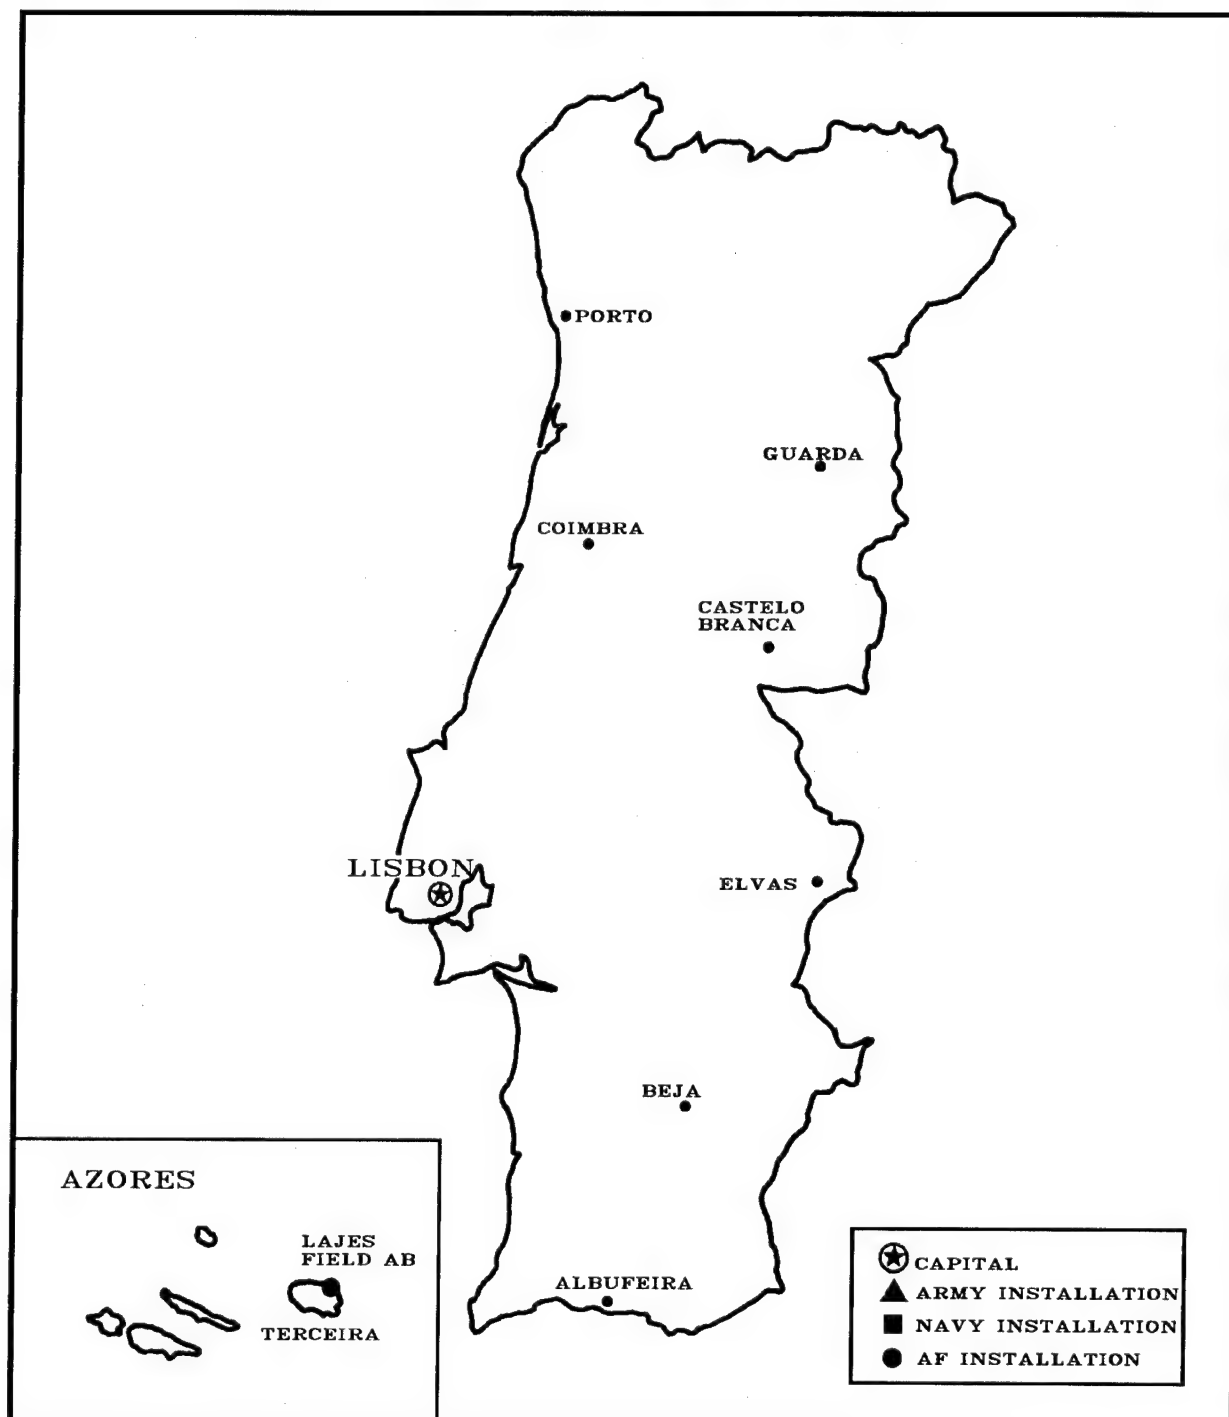 PORTO
GUARDA
COIMBRA
CASTELO
BRANCA
LISBON
ELVAS
BEJA
AZORES
LAJES
FIELD AB
TERCEIRA
ALBUFEIRA
CAPITAL
ARMY INSTALLATION
NAVY INSTALLATION
AF INSTALLATION